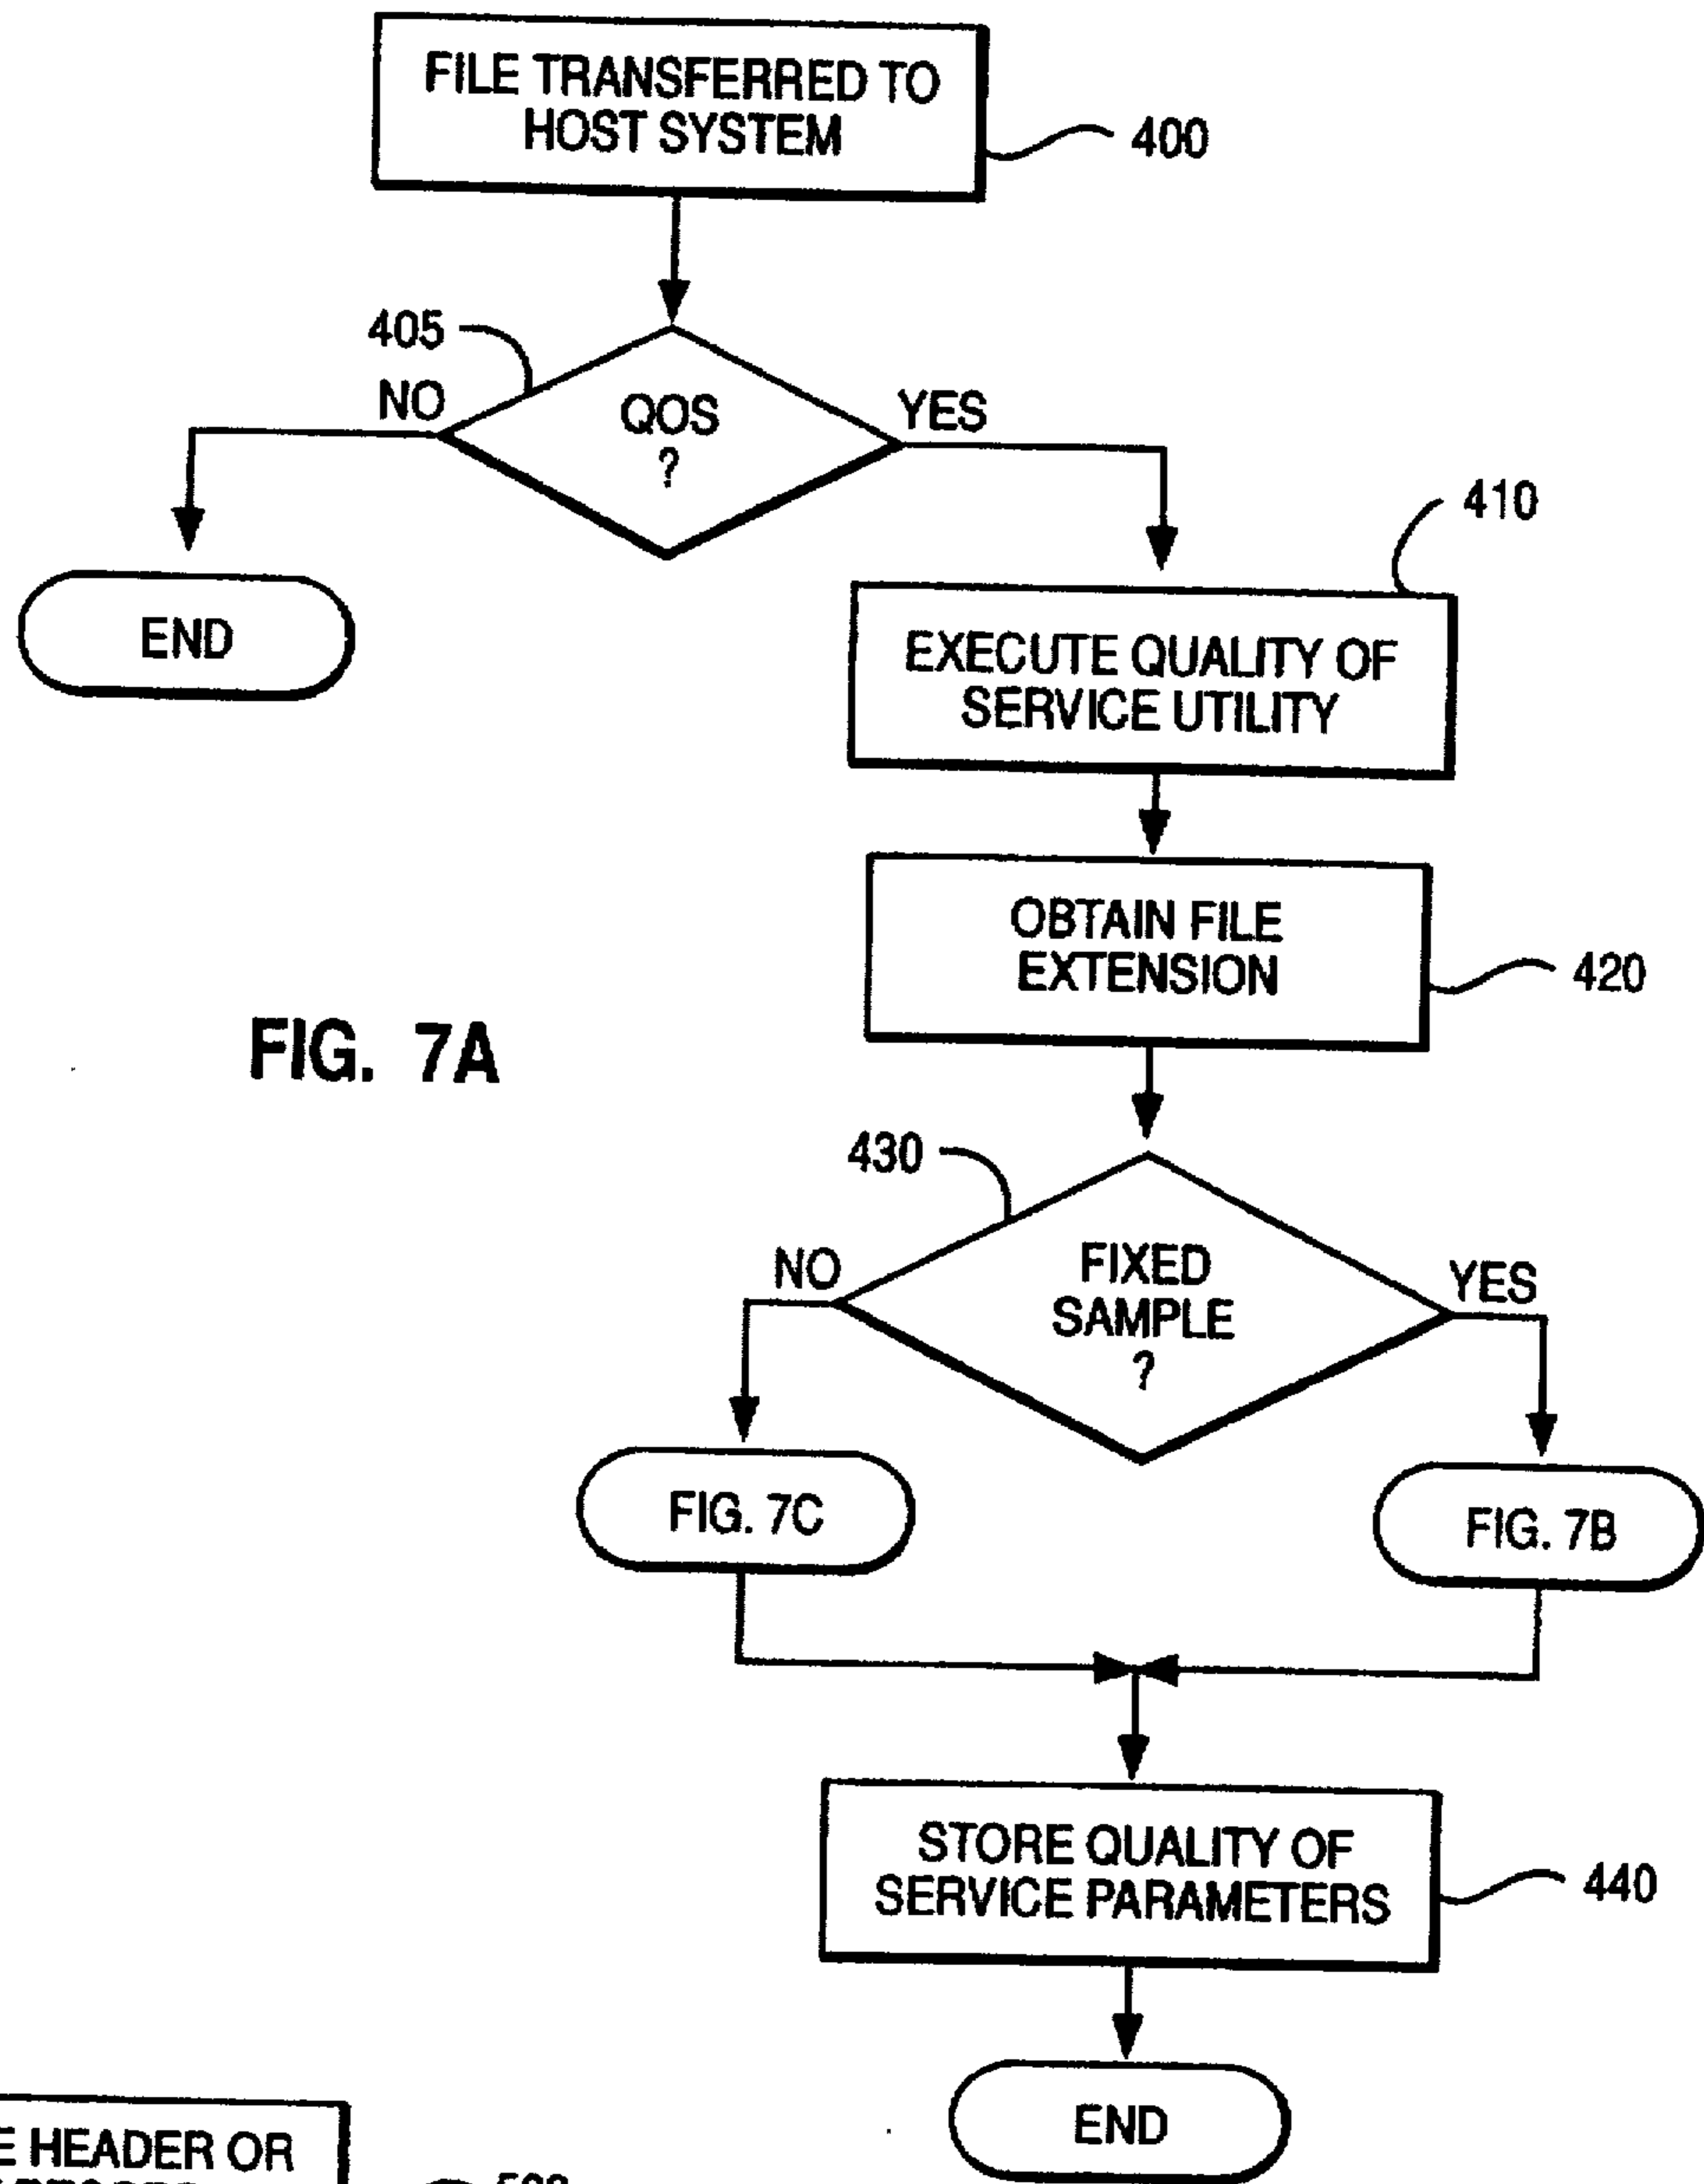 FILE TRANSFERRED TO
HOST SYSTEM
400
405
NO
QOS
?
YES
410
END
EXECUTE QUALITY OF
SERVICE UTILITY
OBTAIN FILE
EXTENSION
420
FIG. 7A
430
NO
FIXED
SAMPLE
?
YES
FIG. 7C
FIG. 7B
STORE QUALITY OF
SERVICE PARAMETERS
440
END
HEADER OR